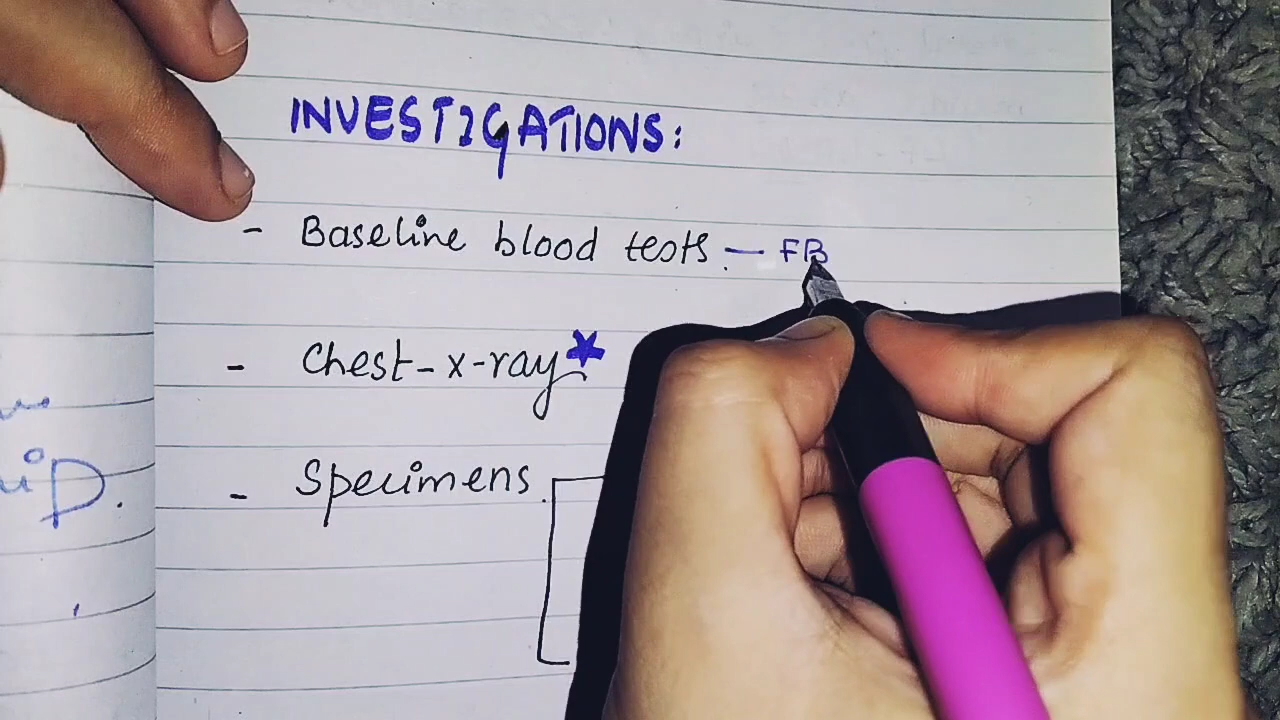 INVESTIGATIONS:
- Baseline blood tests. — FB
- Chest-x-ray
- Specimens.
D.